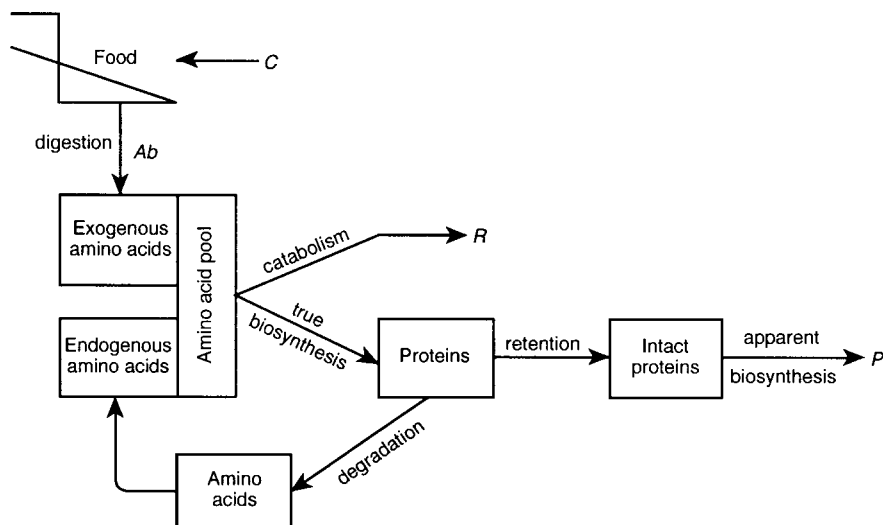 Food
C
digestion
Ab
Exogenous
amino acids
Amino acid pool
catabolism
R
true
biosynthesis
Endogenous
amino acids
Proteins
retention
Intact
proteins
apparent
biosynthesis
P
degradation
Amino
acids